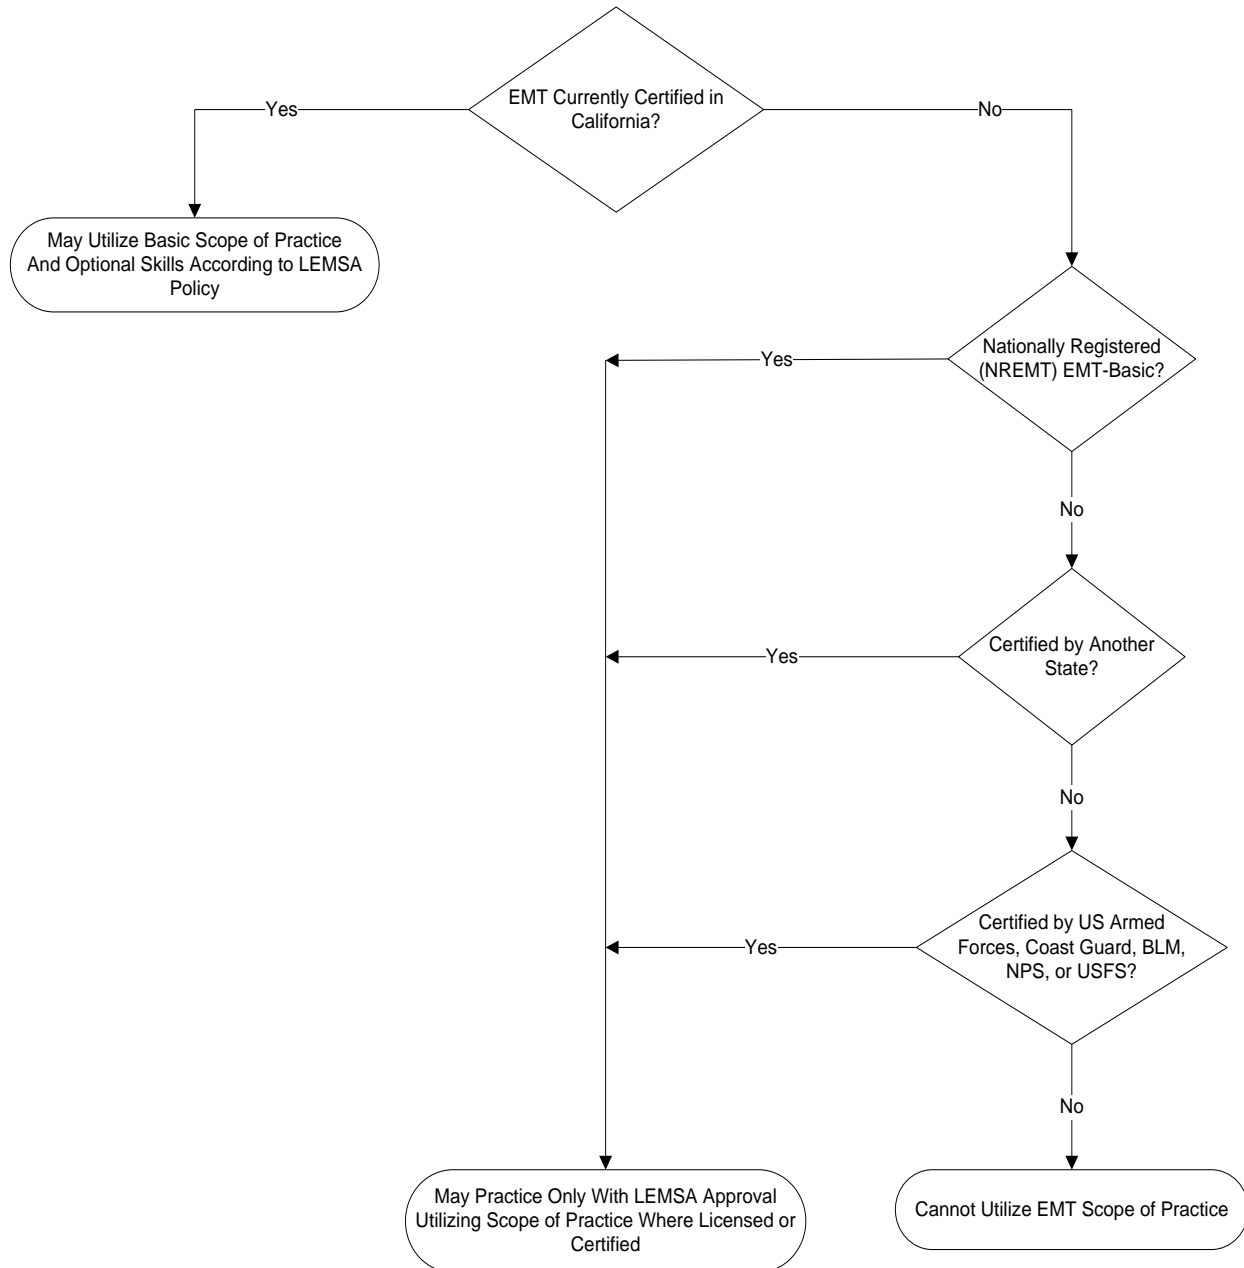 EMT Currently Certified in
California?
Yes
No
May Utilize Basic Scope of Practice
And Optional Skills According to LEMSA
Policy
Nationally Registered
(NREMT) EMT-Basic?
Yes
No
Certified by Another
State?
Yes
No
Certified by US Armed
Forces, Coast Guard, BLM,
NPS, or USFS?
Yes
No
May Practice Only With LEMSA Approval
Utilizing Scope of Practice Where Licensed or
Certified
Cannot Utilize EMT Scope of Practice